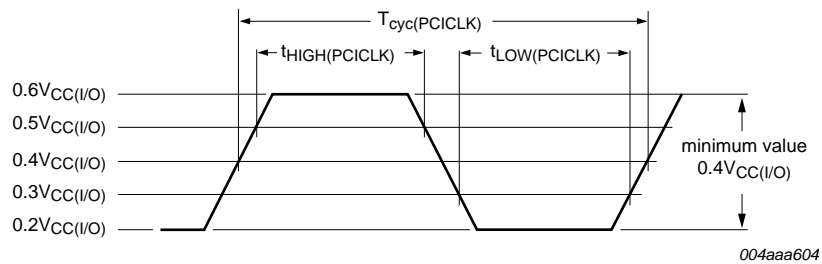 Tcyc(PCICLK)
tHIGH(PCICLK)
tLOW(PCICLK)
0.6VCC(I/O)
0.5VCC(I/O)
0.4VCC(I/O)
0.3VCC(I/O)
0.2VCC(I/O)
minimum value
0.4VCC(I/O)
004aaa604